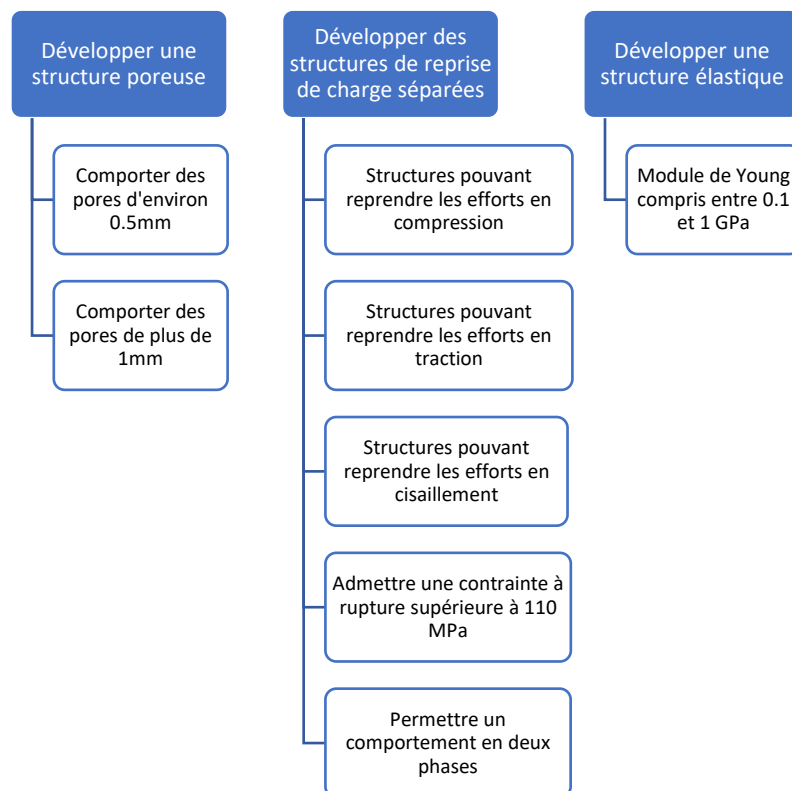 Développer une
structure poreuse
Comporter des
pores d'environ
0.5mm
Comporter des
pores de plus de
1mm
Développer des
structures de reprise
de charge séparées
Structures pouvant
reprendre les efforts en
compression
Structures pouvant
reprendre les efforts en
traction
Structures pouvant
reprendre les efforts en
cisaillement
Admettre une contrainte à
rupture supérieure à 110
MPa
Permettre un
comportement en deux
phases
Développer une
structure élastique
Module de Young
compris entre 0.1
et 1 GPa